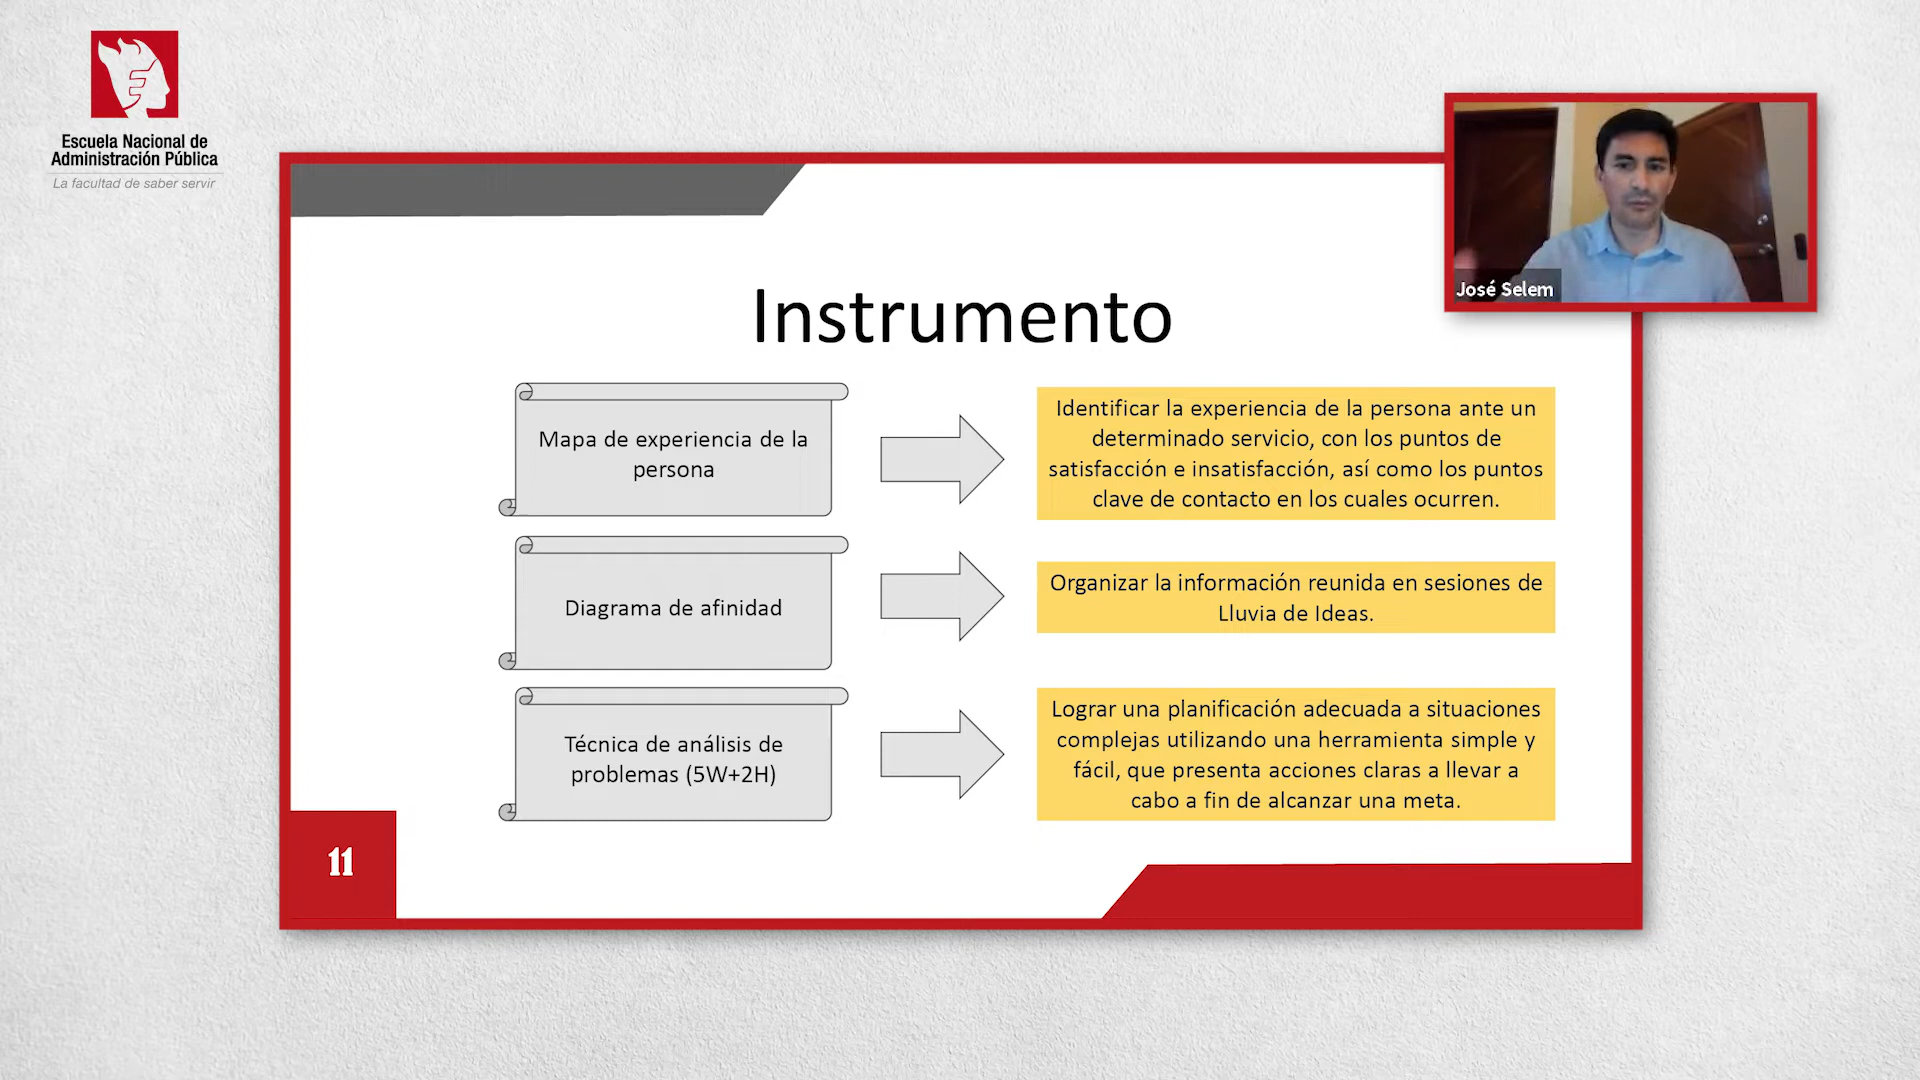 Escuela Nacional de
Administración Pública
La facultad de saber servir
José Selem
Instrumento
Mapa de experiencia de la
persona
Identificar la experiencia de la persona ante un
determinado servicio, con los puntos de
satisfacción e insatisfacción, así como los puntos
clave de contacto en los cuales ocurren.
Diagrama de afinidad
Organizar la información reunida en sesiones de
Lluvia de Ideas.
Técnica de análisis de
problemas (5W+2H)
Lograr una planificación adecuada a situaciones
complejas utilizando una herramienta simple y
fácil, que presenta acciones claras a llevar a
cabo a fin de alcanzar una meta.
11